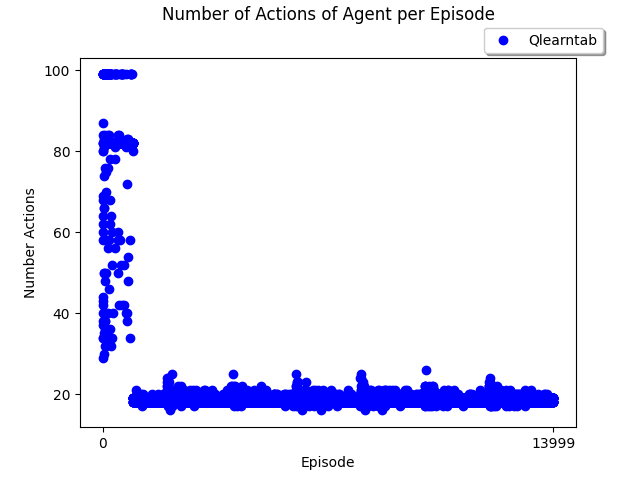 Number of Actions of Agent per Episode
Qlearntab
100
80
60
40
20
Number Actions
0
13999
Episode